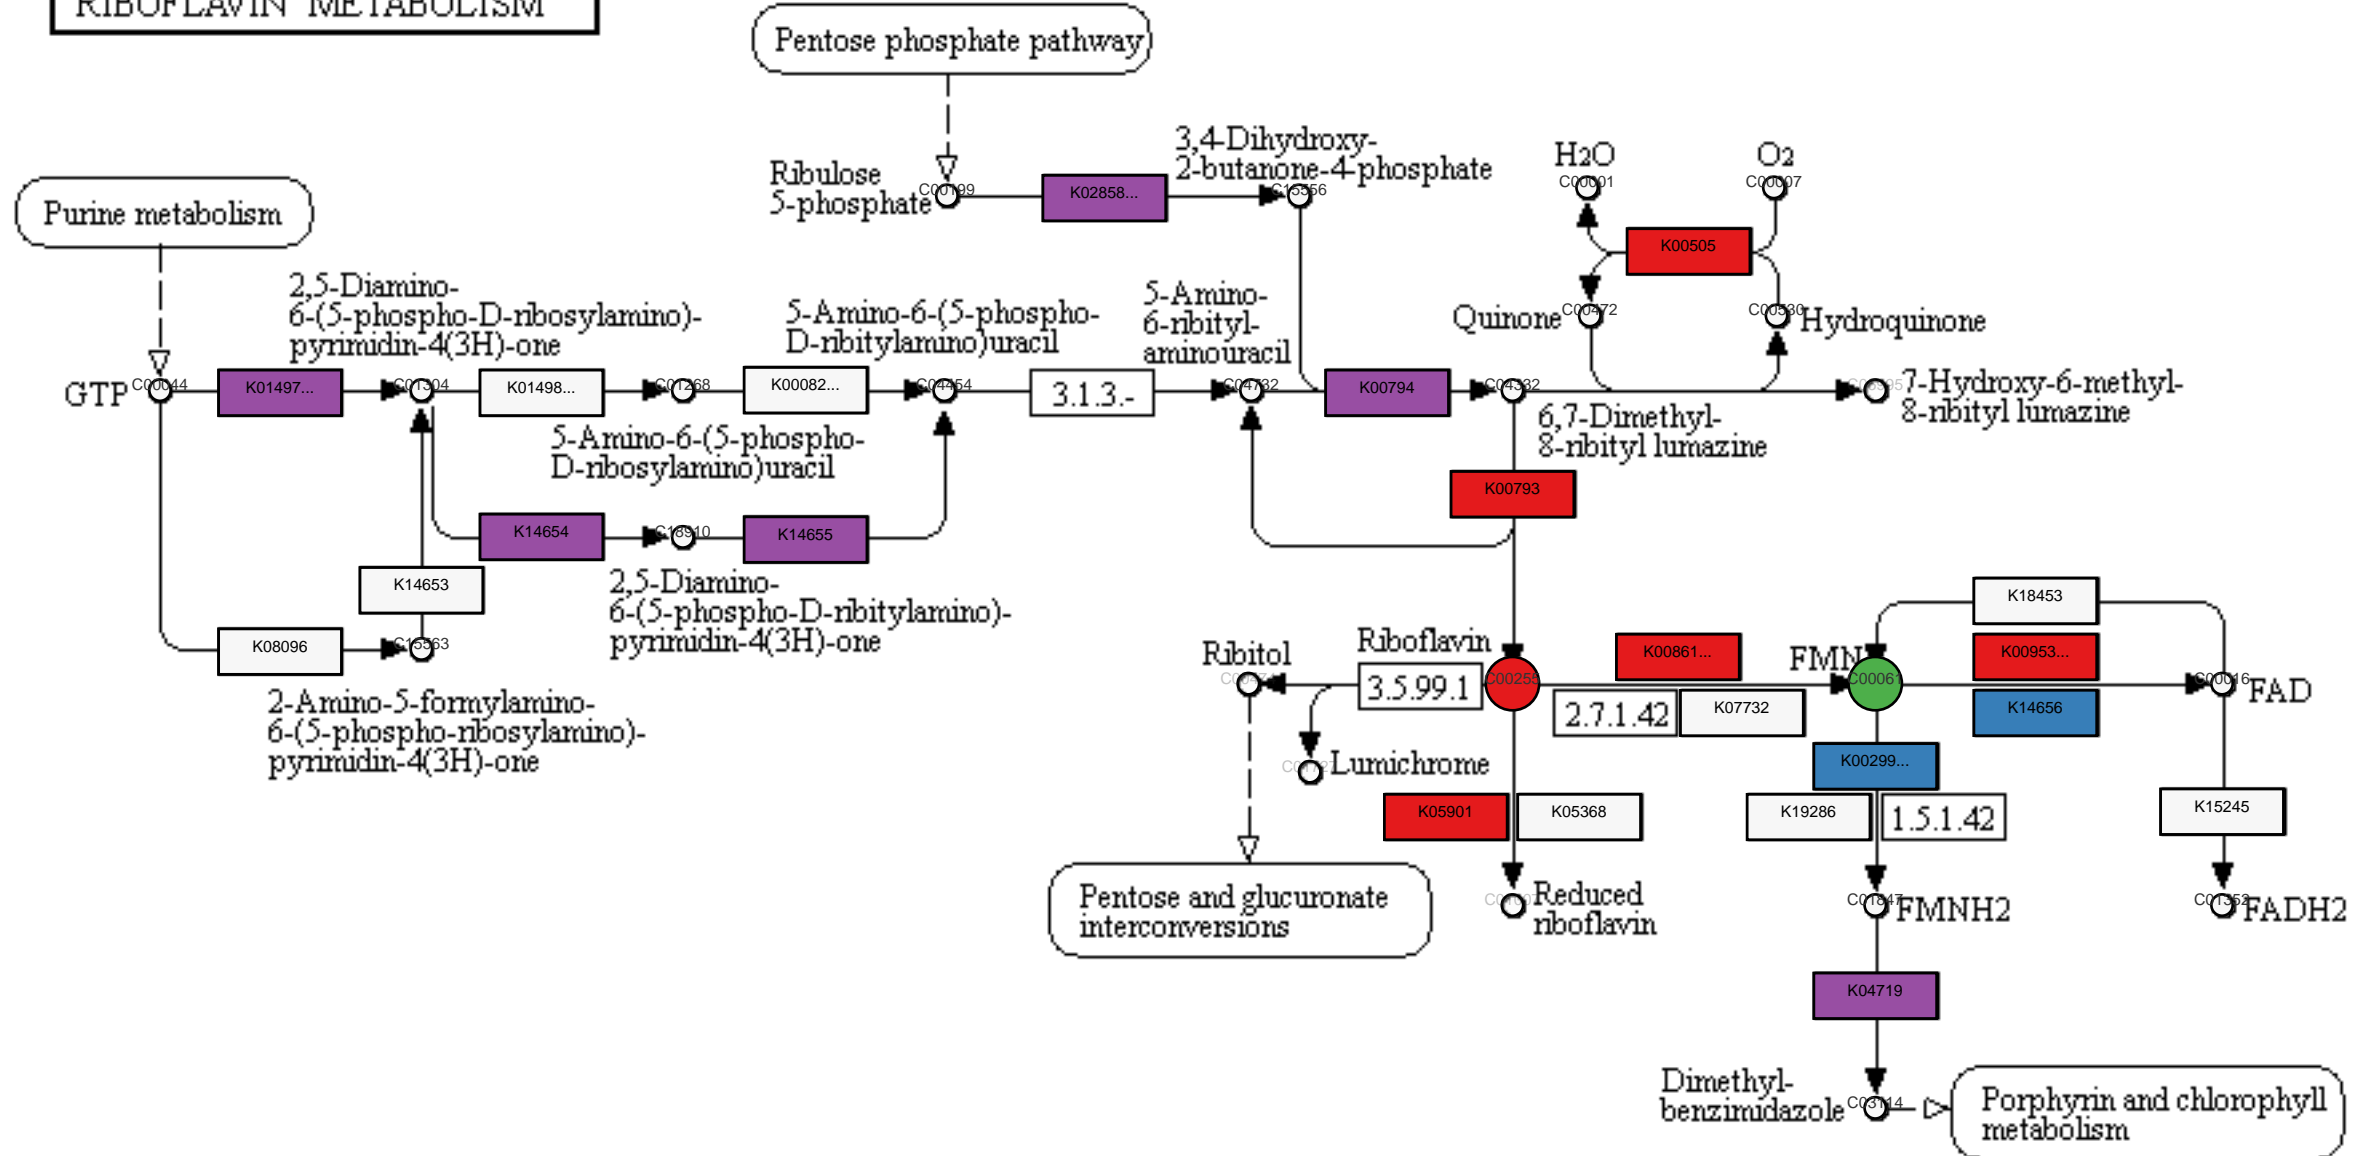 RIBOFLAVIN METABOLISM
Pentose phosphate pathway
3,4-Dihydroxy-
2-butanone-4-phosphate
Ribulose
5-phosphate
C00199
K02858...
C15556
H2O
C00001
O2
C00007
K00505
Quinone
C00472
C00530
Hydroquinone
Purine metabolism
2,5-Diamino-
6-(5-phospho-D-ribosylamino)-
pyrimidin-4(3H)-one
5-Amino-6-(5-phospho-
D-ribitylamino)uracil
5-Amino-
6-ribityl-
aminouracil
GTP
C00044
K01497...
C01304
K01498...
C01268
K00082...
C04454
3.1.3.-
C04732
K00794
C04332
7-Hydroxy-6-methyl-
8-ribityl lumazine
6,7-Dimethyl-
8-ribityl lumazine
5-Amino-6-(5-phospho-
D-ribosylamino)uracil
K00793
K14654
C18910
K14655
2,5-Diamino-
6-(5-phospho-D-ribitylamino)-
pyrimidin-4(3H)-one
K14653
K08096
C15563
2-Amino-5-formylamino-
6-(5-phospho-ribosylamino)-
pyrimidin-4(3H)-one
K18453
Ribitol
Riboflavin
3.5.99.1
C00255
K00861...
2.7.1.42
K07732
FMN
C00061
K00953...
K14656
C00016
FAD
Lumichrome
K00299...
K05901
K05368
K19286
1.5.1.42
K15245
Pentose and glucuronate
interconversions
Reduced
riboflavin
C01847
FMNH2
C01352
FADH2
K04719
Dimethyl-
benzimidazole
C03114
Porphyrin and chlorophyll
metabolism